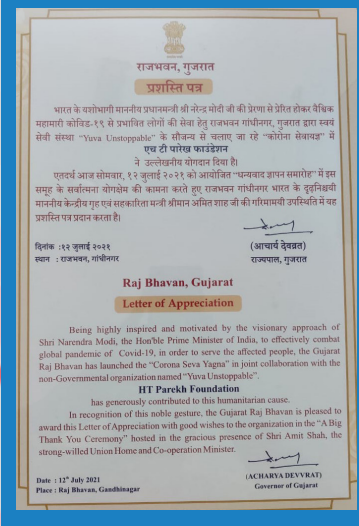 राजभवन, गुजरात
प्रशस्ति पत्र
भारत के यशोभागी माननीय प्रधानमन्त्री श्री नरेन्द्र मोदी जी की प्रेरणा से प्रेरित होकर वैश्विक
महामारी कोविड-१९ से प्रभावित लोगों की सेवा हेतु राजभवन गांधीनगर, गुजरात द्वारा स्वयं
सेवी संस्था "Yuva Unstoppable" के सौजन्य से चलाए जा रहे "कोरोना सेवायज्ञ" में
एच टी पारेख फाउंडेशन
ने उल्लेखनीय योगदान दिया है।
एतदर्थ आज सोमवार, १२ जुलाई २०२१ को आयोजित "धन्यवाद ज्ञापन समारोह" में इस
समूह के सर्वात्मना योगक्षेम की कामना करते हुए राजभवन गांधीनगर भारत के दृढ़निश्चयी
माननीय केन्द्रीय गृह एवं सहकारिता मन्त्री श्रीमान अमित शाह जी की गरिमामयी उपस्थिति में यह
प्रशस्ति पत्र प्रदान करता है।
दिनांक :१२ जुलाई २०२१
स्थान : राजभवन, गांधीनगर
(आचार्य देवव्रत)
राज्यपाल, गुजरात
Raj Bhavan, Gujarat
Letter of Appreciation
Being highly inspired and motivated by the visionary approach of
Shri Narendra Modi, the Hon'ble Prime Minister of India, to effectively combat
global pandemic of Covid-19, in order to serve the affected people, the Gujarat
Raj Bhavan has launched the "Corona Seva Yagna" in joint collaboration with the
non-Governmental organization named "Yuva Unstoppable".
HT Parekh Foundation
has generously contributed to this humanitarian cause.
In recognition of this noble gesture, the Gujarat Raj Bhavan is pleased to
award this Letter of Appreciation with good wishes to the organization in the "A Big
Thank You Ceremony" hosted in the gracious presence of Shri Amit Shah, the
strong-willed Union Home and Co-operation Minister.
Date : 12th July 2021
Place : Raj Bhavan, Gandhinagar
(ACHARYA DEVVRAT)
Governor of Gujarat